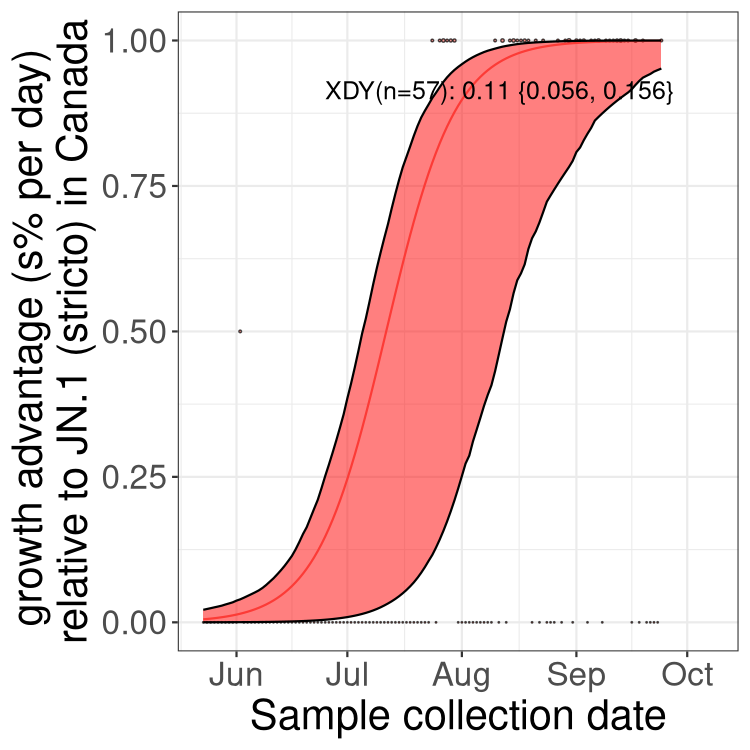 growth advantage (s% per day)
relative to JN.1 (stricto) in Canada
1.00
0.75
0.50
0.25
0.00
XDY(n=57): 0.11 {0.056, 0.156}
Jun Jul Aug Sep Oct
Sample collection date